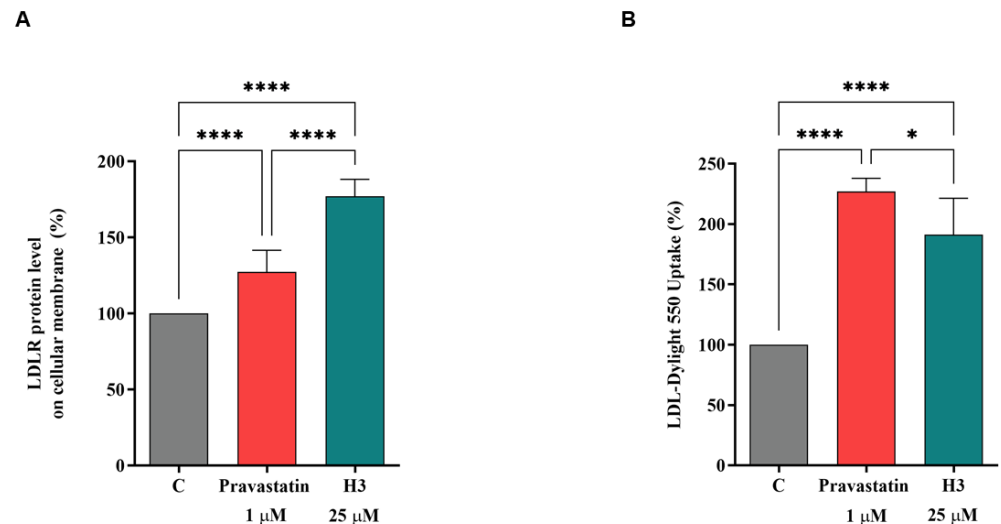 A
****
**** ****
200
150
100
50
0
LDLR protein level
on cellular membrane (%)
C Pravastatin H3
1 μM 25 μM
B
****
**** *
250
200
150
100
50
0
LDL-Dylight 550 Uptake (%)
C Pravastatin H3
1 μM 25 μM